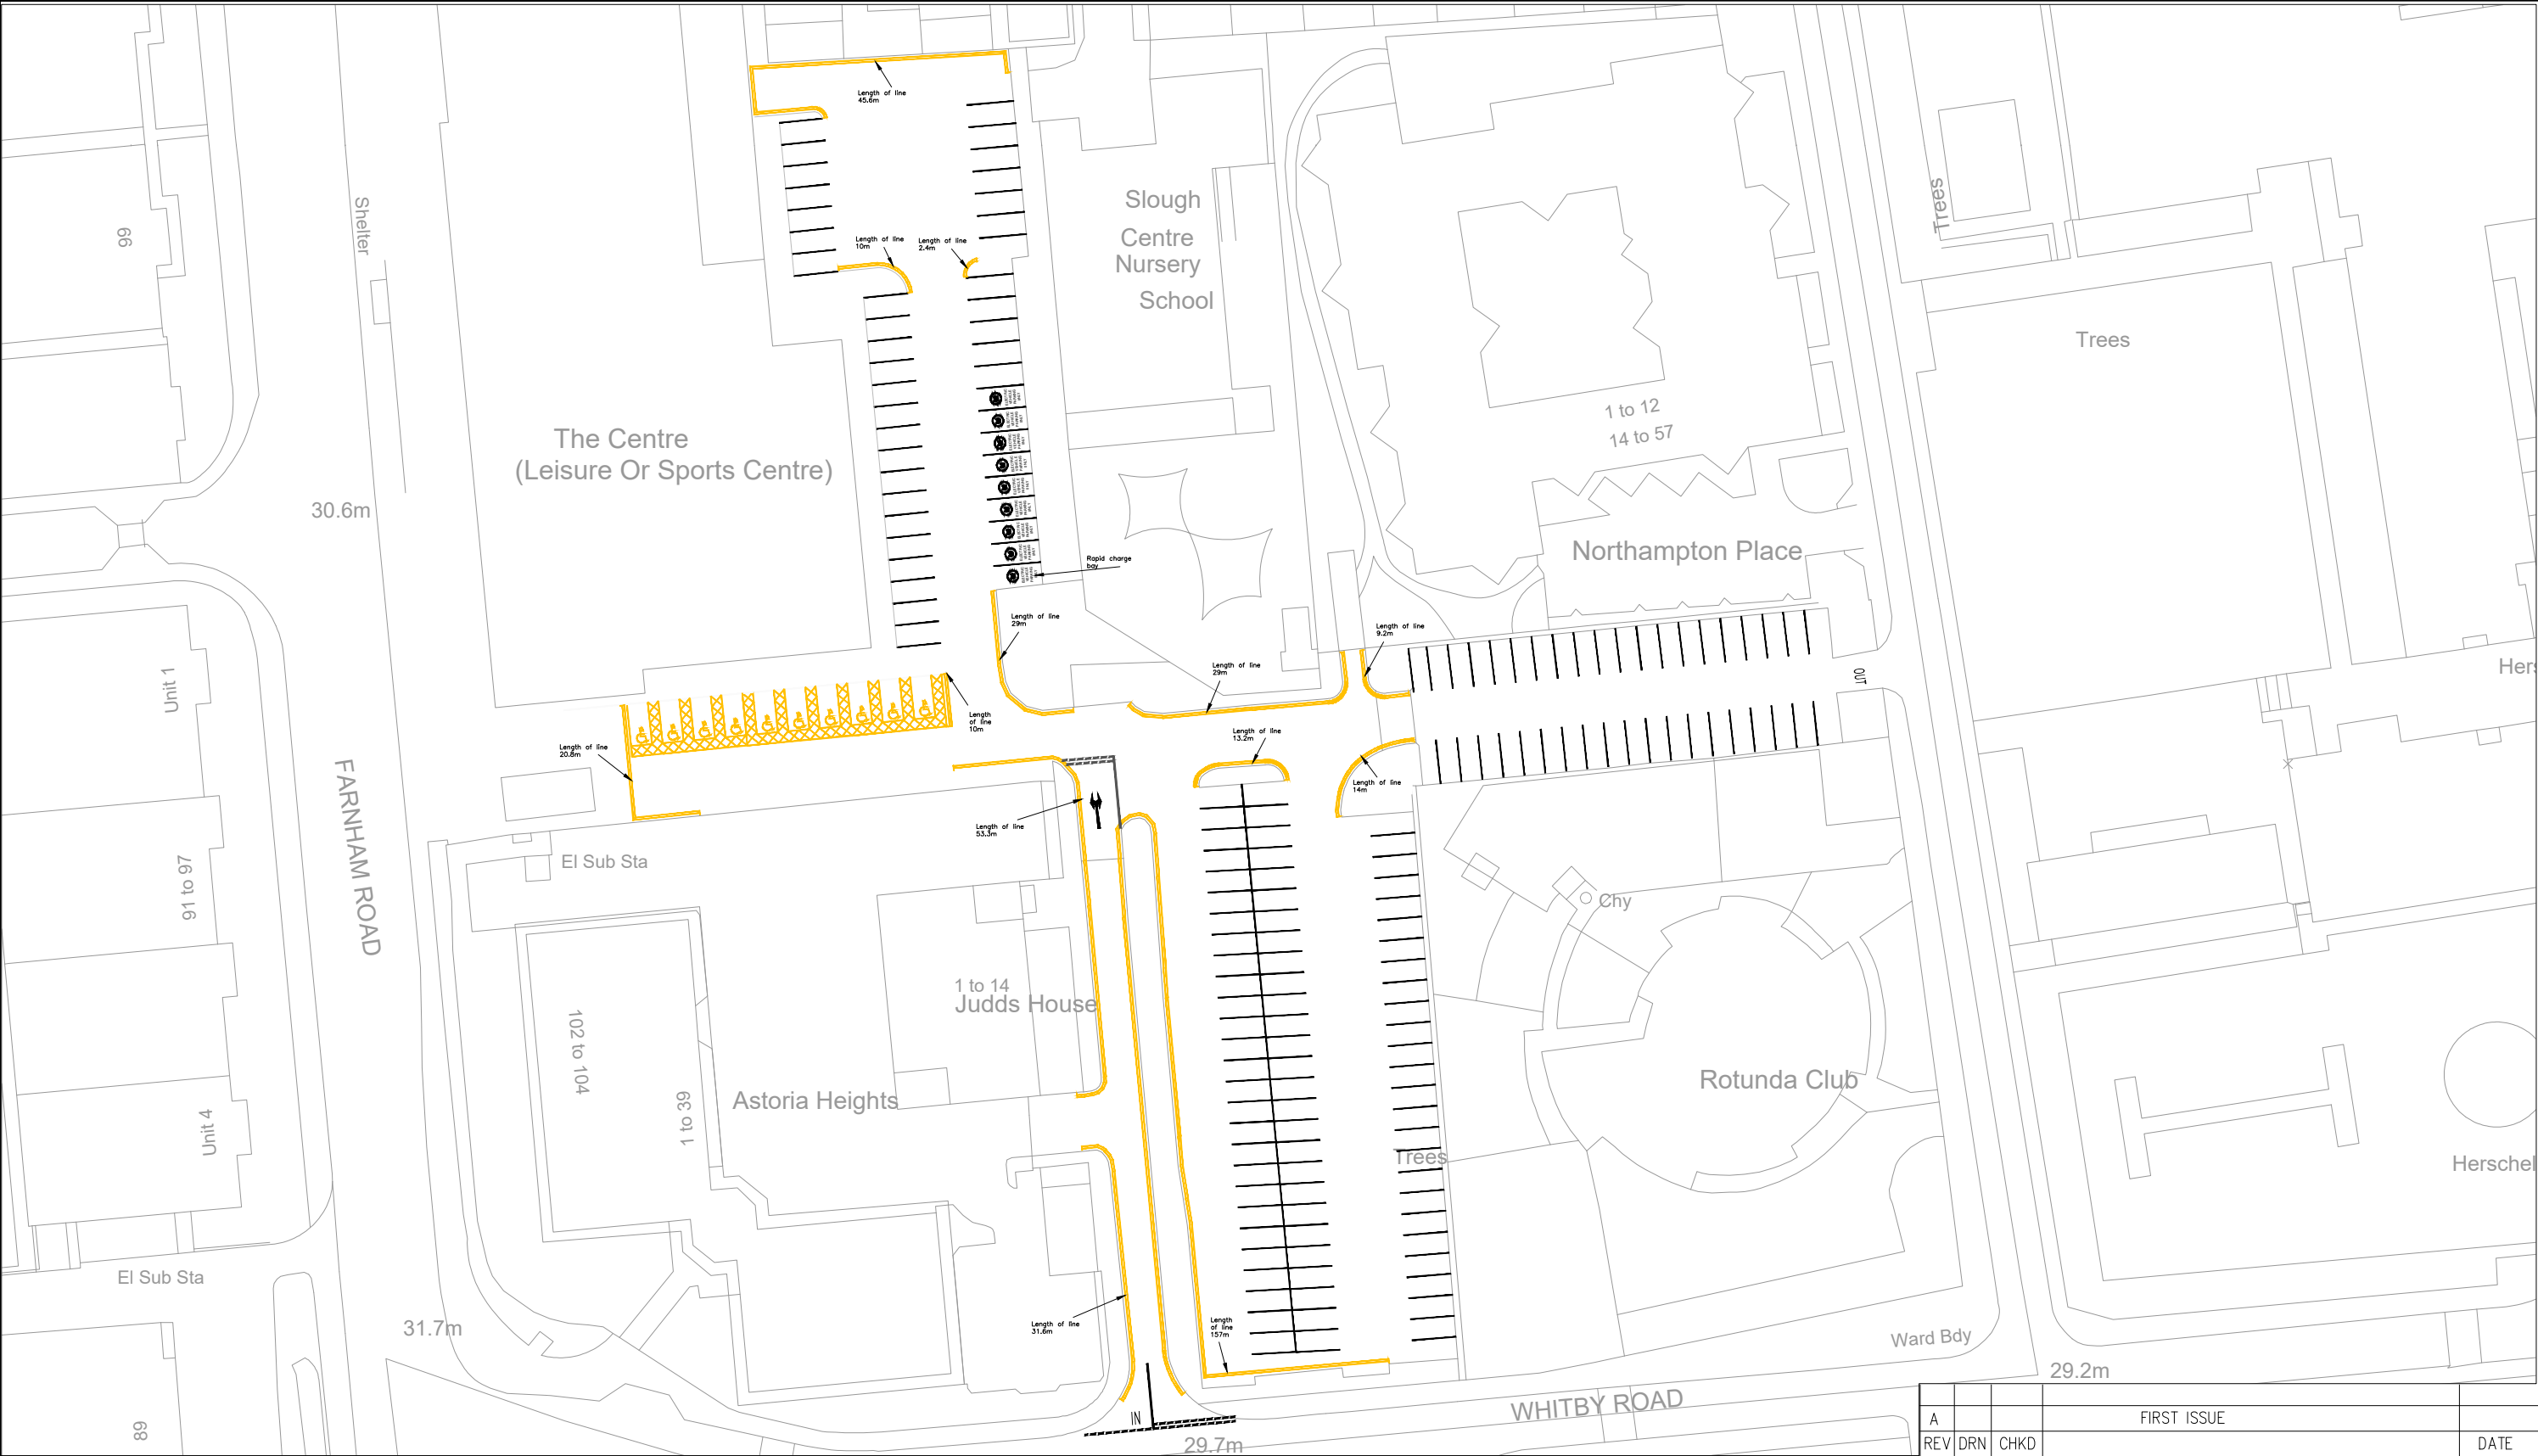 Length of line
45.6m
Shelter
66
Slough
Centre
Nursery
School
Trees
Length of line
10m
Length of line
2.4m
Trees
1 to 12
14 to 57
The Centre
(Leisure Or Sports Centre)
30.6m
Northampton Place
Rapid charge
bay
Length of line
29m
Length of line
9.2m
Length of line
29m
OUT
Unit 1
Hers
Length
of line
10m
Length of line
20.8m
Length of line
13.2m
Length of line
14m
FARNHAM ROAD
Length of line
53.3m
El Sub Sta
91 to 97
Chy
1 to 14
Judds House
102 to 104
1 to 39
Astoria Heights
Rotunda Club
Unit 4
Trees
Herschel
El Sub Sta
31.7m
Length of line
31.6m
Length
of line
157m
Ward Bdy
29.2m
WHITBY ROAD
IN
29.7m
89
A FIRST ISSUE
REV DRN CHKD DATE